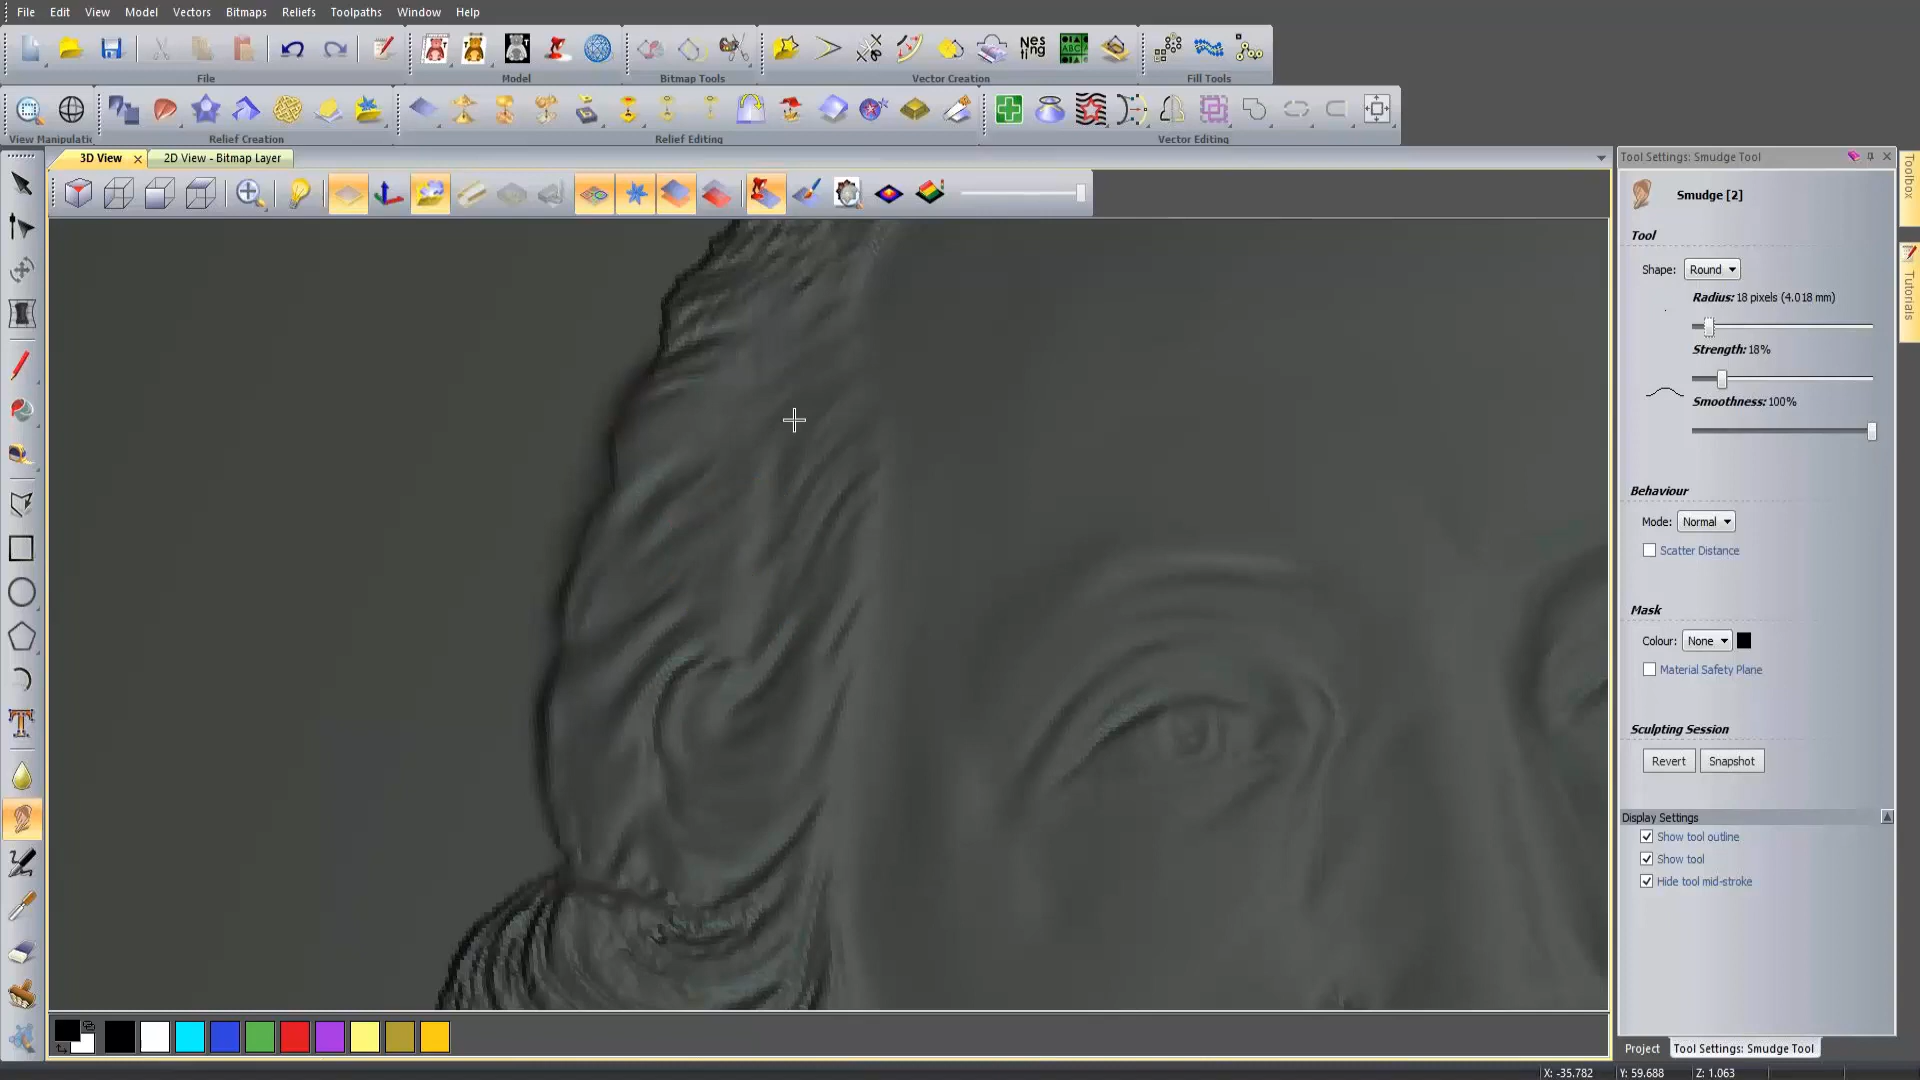 File Edit View Model Vectors Bitmaps Reliefs Toolpaths Window Help
Nes
ting
ABC
File Model Bitmap Tools Vector Creation Fill Tools
View Manipulatic Relief Creation Relief Editing Vector Editing
3D View 2D View - Bitmap Layer
Tool Settings: Smudge Tool
Toolbox
Tutorials
Smudge [2]
Tool
Shape: Round
Radius: 18 pixels (4.018 mm)
Strength: 18%
Smoothness: 100%
Behaviour
Mode: Normal
Scatter Distance
Mask
Colour: None
Material Safety Plane
Sculpting Session
Revert Snapshot
Display Settings
Show tool outline
Show tool
Hide tool mid-stroke
Project Tool Settings: Smudge Tool
X: -35.782 Y: 59.688 Z: 1.063